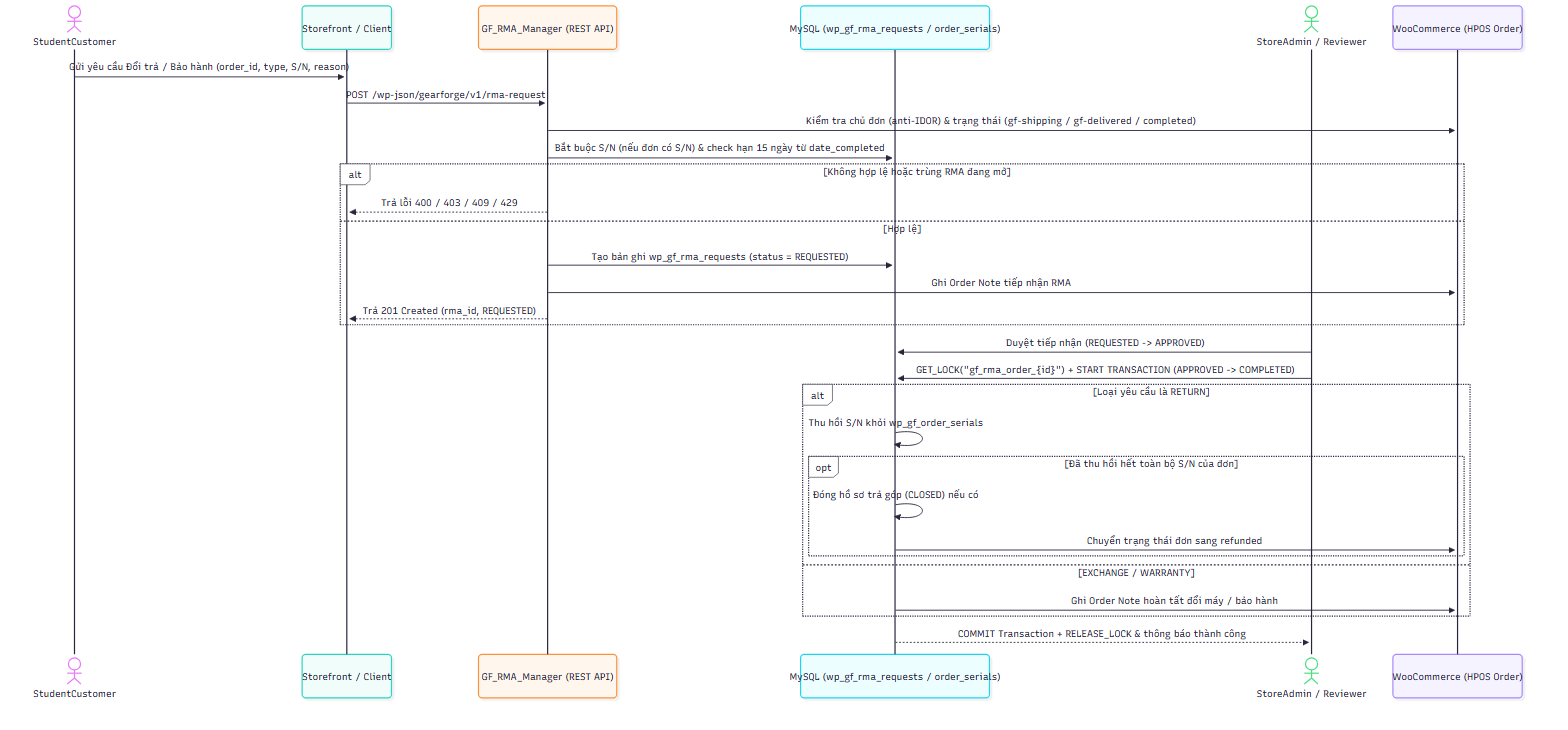 StudentCustomer
Storefront / Client
GF_RMA_Manager (REST API)
MySQL (wp_gf_rma_requests / order_serials)
StoreAdmin / Reviewer
WooCommerce (HPOS Order)
Gửi yêu cầu Đổi trả / Bảo hành (order_id, type, S/N, reason)
POST /wp-json/gearforge/v1/rma-request
Kiểm tra chủ đơn (anti-IDOR) & trạng thái (gf-shipping / gf-delivered / completed)
Bắt buộc S/N (nếu đơn có S/N) & check hạn 15 ngày từ date_completed
alt
[Không hợp lệ hoặc trùng RMA đang mở]
Trả lỗi 400 / 403 / 409 / 429
[Hợp lệ]
Tạo bản ghi wp_gf_rma_requests (status = REQUESTED)
Ghi Order Note tiếp nhận RMA
Trả 201 Created (rma_id, REQUESTED)
Duyệt tiếp nhận (REQUESTED -> APPROVED)
GET_LOCK("gf_rma_order_{id}") + START TRANSACTION (APPROVED -> COMPLETED)
alt
[Loại yêu cầu là RETURN]
Thu hồi S/N khỏi wp_gf_order_serials
opt
[Đã thu hồi hết toàn bộ S/N của đơn]
Đóng hồ sơ trả góp (CLOSED) nếu có
Chuyển trạng thái đơn sang refunded
[EXCHANGE / WARRANTY]
Ghi Order Note hoàn tất đổi máy / bảo hành
COMMIT Transaction + RELEASE_LOCK & thông báo thành công
StudentCustomer
Storefront / Client
GF_RMA_Manager (REST API)
MySQL (wp_gf_rma_requests / order_serials)
StoreAdmin / Reviewer
WooCommerce (HPOS Order)